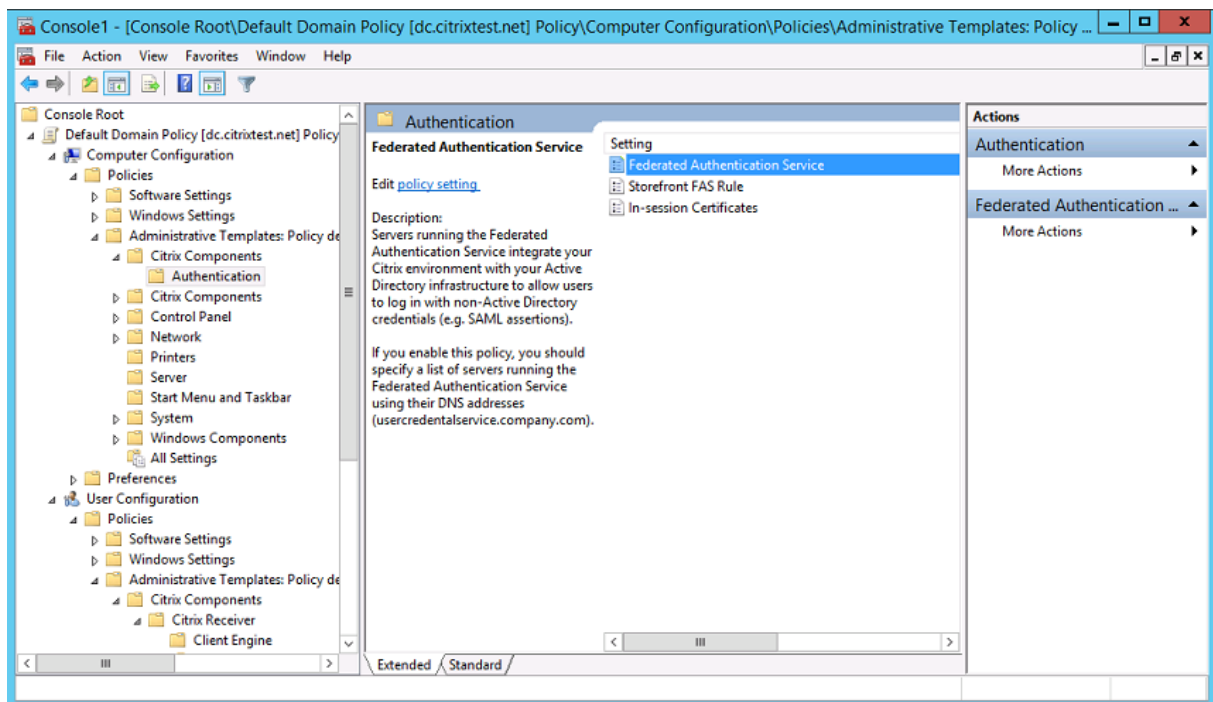 Console1 - [Console Root\Default Domain Policy [dc.citrixtest.net] Policy\Computer Configuration\Policies\Administrative Templates: Policy ...
File Action View Favorites Window Help
Console Root
Default Domain Policy [dc.citrixtest.net] Policy
Computer Configuration
Policies
Software Settings
Windows Settings
Administrative Templates: Policy de
Citrix Components
Authentication
Citrix Components
Control Panel
Network
Printers
Server
Start Menu and Taskbar
System
Windows Components
All Settings
Preferences
User Configuration
Policies
Software Settings
Windows Settings
Administrative Templates: Policy de
Citrix Components
Citrix Receiver
Client Engine
Authentication
Federated Authentication Service
Edit policy setting
Description:
Servers running the Federated
Authentication Service integrate your
Citrix environment with your Active
Directory infrastructure to allow users
to log in with non-Active Directory
credentials (e.g. SAML assertions).
If you enable this policy, you should
specify a list of servers running the
Federated Authentication Service
using their DNS addresses
(usercredentalservice.company.com).
Setting
Federated Authentication Service
Storefront FAS Rule
In-session Certificates
Extended Standard
Actions
Authentication
More Actions
Federated Authentication ...
More Actions